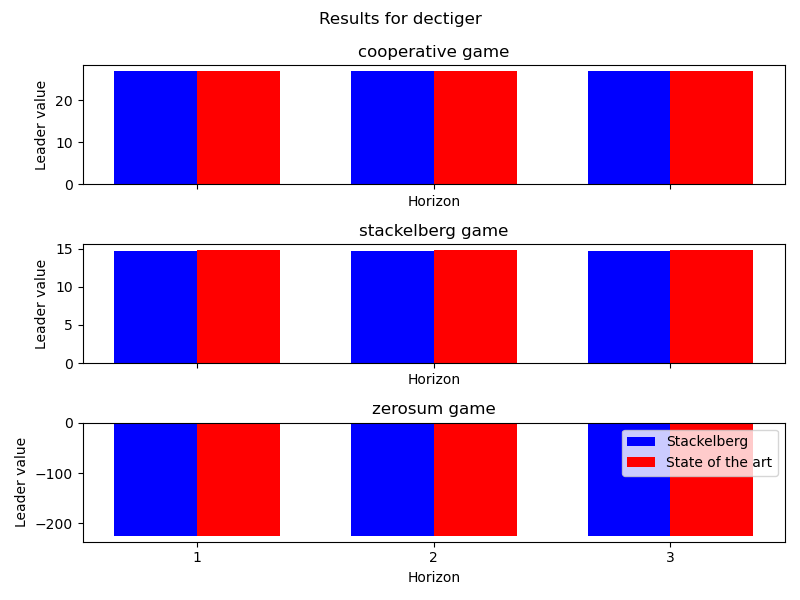 Results for dectiger
cooperative game
Leader value
20
10
0
Horizon
stackelberg game
Leader value
15
10
5
0
Horizon
zerosum game
Leader value
0
−100
−200
Stackelberg
State of the art
1 2 3
Horizon